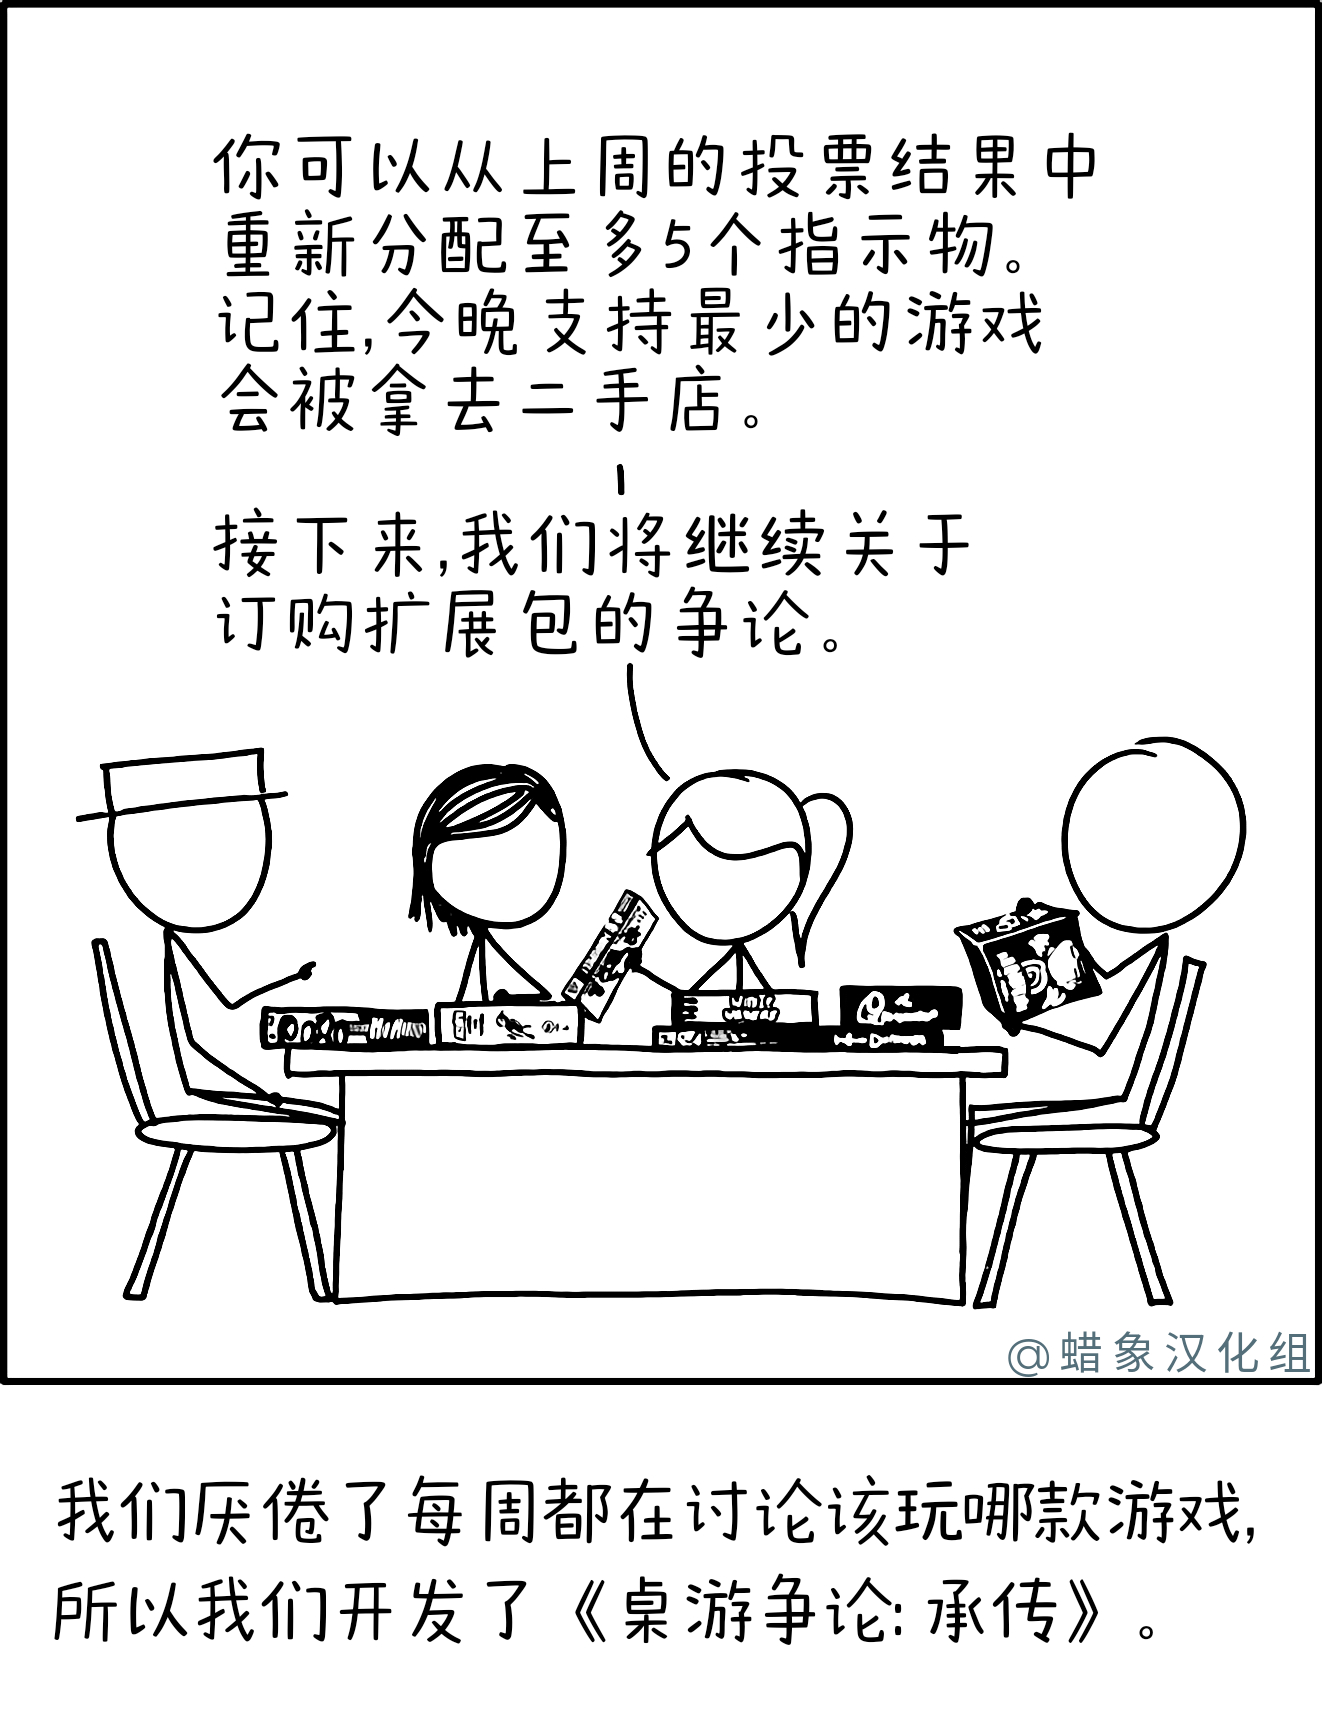 你可以从上周的投票结果中
重新分配至多5个指示物。
记住,今晚支持最少的游戏
会被拿去二手店。
接下来,我们将继续关于
订购扩展包的争论。
@蜡象汉化组
我们厌倦了每周都在讨论该玩哪款游戏,
所以我们开发了《桌游争论:承传》。